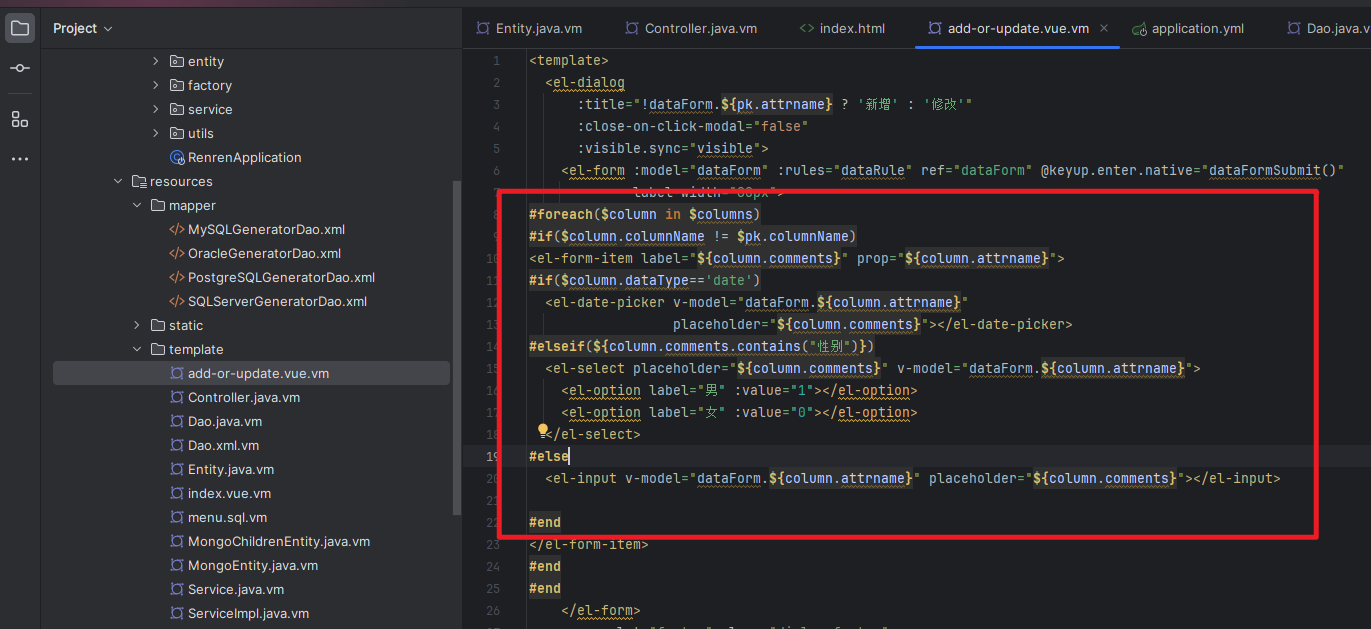 Project
Entity.java.vm
Controller.java.vm
index.html
add-or-update.vue.vm
application.yml
Dao.java.v
entity
factory
service
utils
RenrenApplication
resources
mapper
MySQLGeneratorDao.xml
OracleGeneratorDao.xml
PostgreSQLGeneratorDao.xml
SQLServerGeneratorDao.xml
static
template
add-or-update.vue.vm
Controller.java.vm
Dao.java.vm
Dao.xml.vm
Entity.java.vm
index.vue.vm
menu.sql.vm
MongoChildrenEntity.java.vm
MongoEntity.java.vm
Service.java.vm
ServiceImpl.java.vm
1 <template>
2 <el-dialog
3 :title="!dataForm.${pk.attrname} ? '新增' : '修改'"
4 :close-on-click-modal="false"
5 :visible.sync="visible">
6 <el-form :model="dataForm" :rules="dataRule" ref="dataForm" @keyup.enter.native="dataFormSubmit()"
7 label-width="80px">
8 #foreach($column in $columns)
9 #if($column.columnName != $pk.columnName)
10 <el-form-item label="${column.comments}" prop="${column.attrname}">
11 #if($column.dataType=='date')
12 <el-date-picker v-model="dataForm.${column.attrname}"
13 placeholder="${column.comments}"></el-date-picker>
14 #elseif(${column.comments.contains("性别")})
15 <el-select placeholder="${column.comments}" v-model="dataForm.${column.attrname}">
16 <el-option label="男" :value="1"></el-option>
17 <el-option label="女" :value="0"></el-option>
18 </el-select>
19 #else
20 <el-input v-model="dataForm.${column.attrname}" placeholder="${column.comments}"></el-input>
21
22 #end
23 </el-form-item>
24 #end
25 #end
26 </el-form>